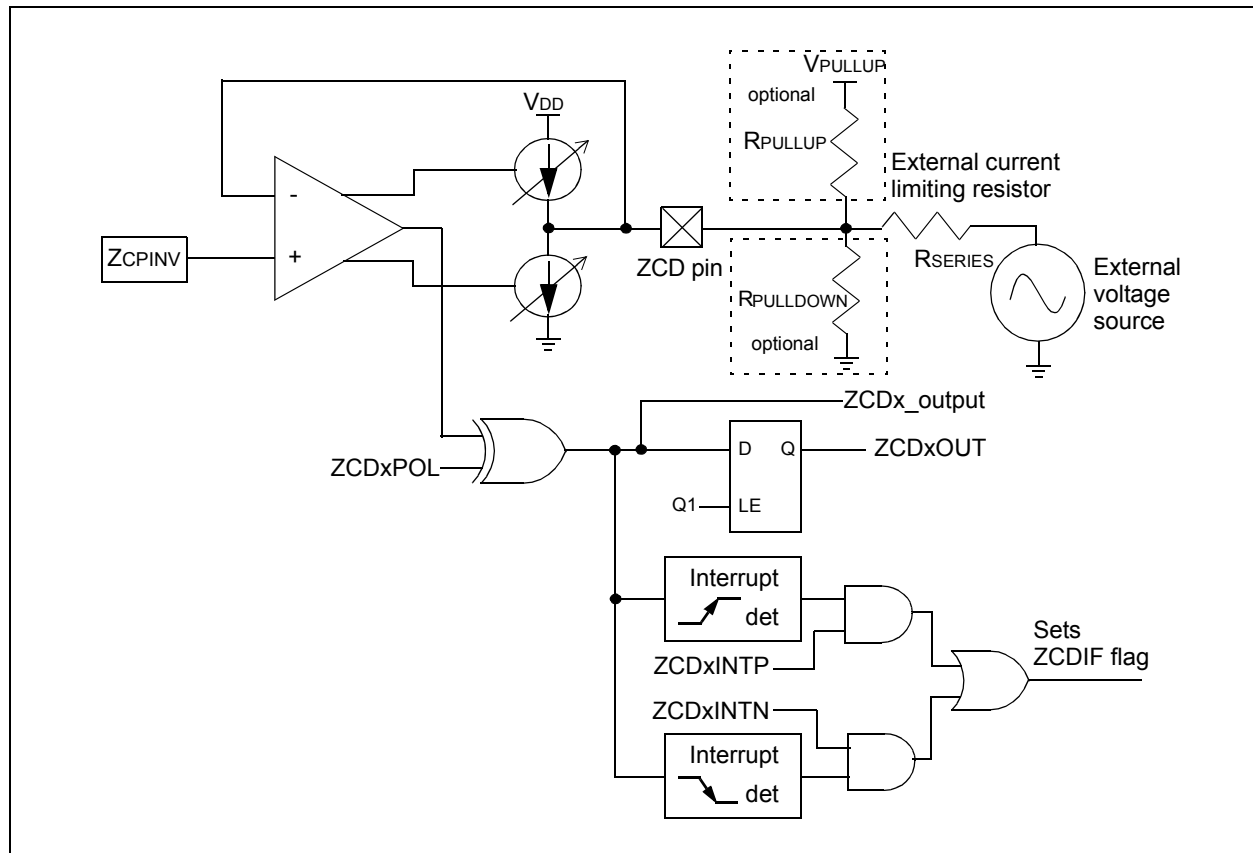 VPULLUP
optional
VDD
RPULLUP
External current
limiting resistor
-
+
ZCPINV
ZCD pin
RSERIES
RPULLDOWN
optional
External
voltage
source
ZCDx_output
D
Q
ZCDxOUT
ZCDxPOL
Q1
LE
Interrupt
det
ZCDxINTP
Sets
ZCDIF flag
ZCDxINTN
Interrupt
det